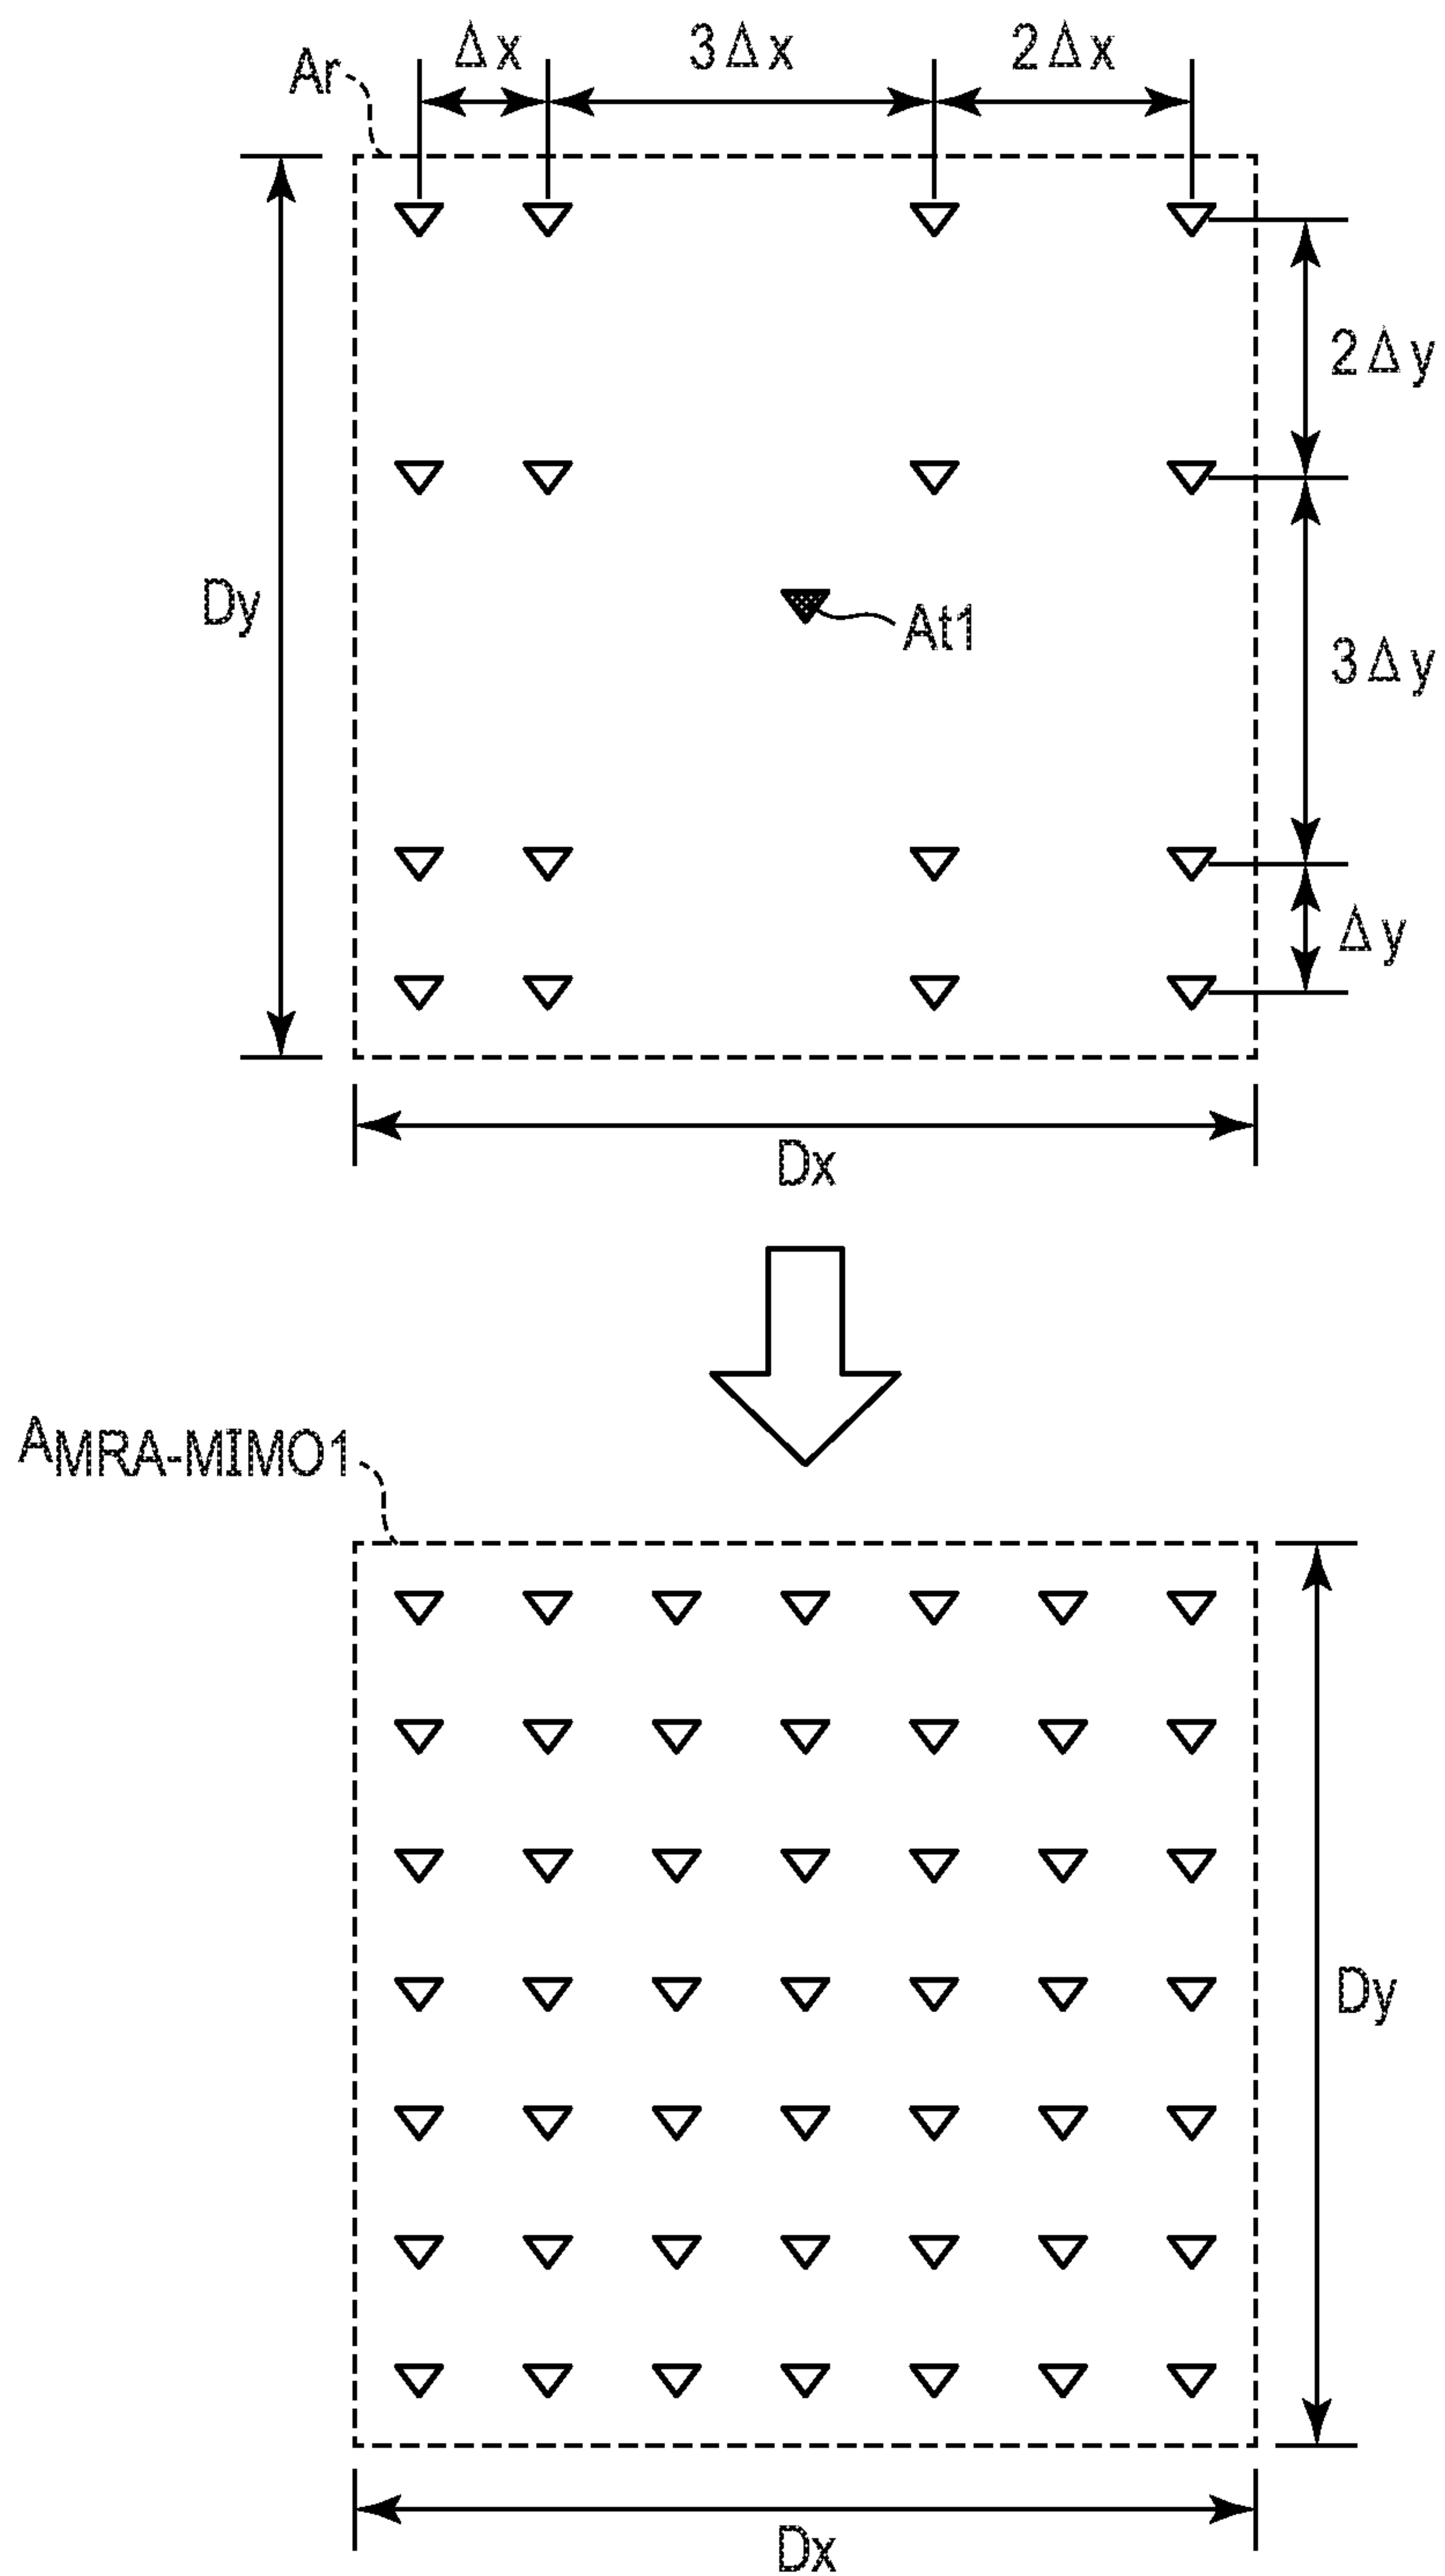 Δx
3Δx
2Δx
Ar
2Δy
Dy
At1
3Δy
Δy
Dx
AMRA-MIMO1
Dy
Dx